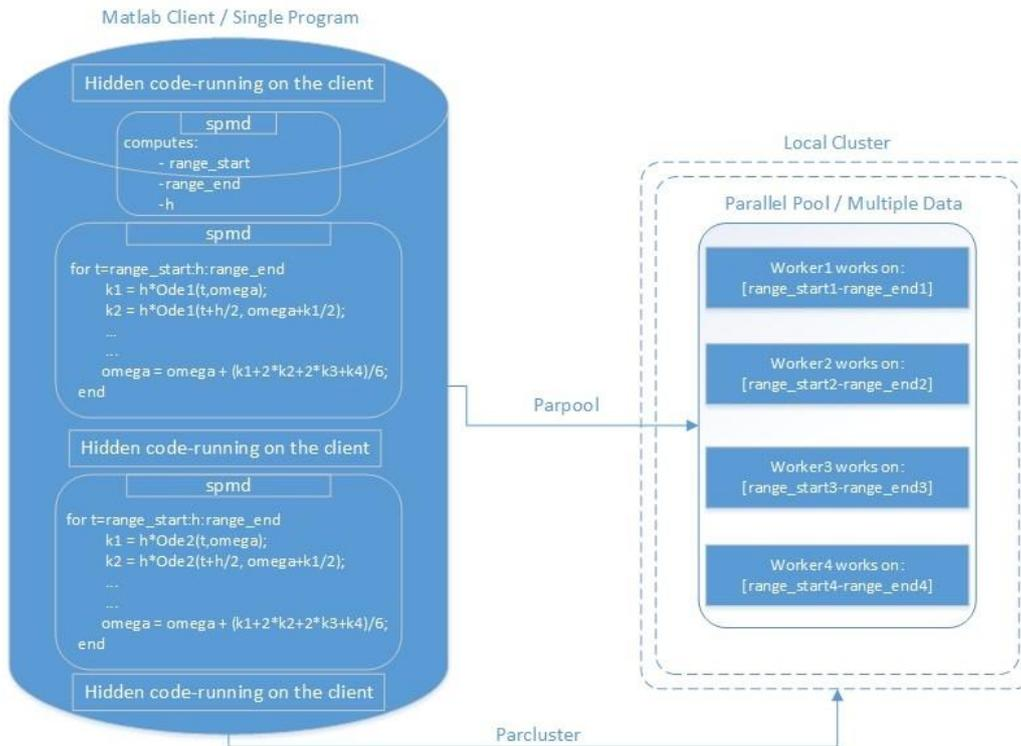 Matlab Client / Single Program
Hidden code-running on the client
spmd
computes:
- range_start
-range_end
-h
spmd
for t=range_start:h:range_end
k1 = h*Ode1(t,omega);
k2 = h*Ode1(t+h/2, omega+k1/2);
...
...
omega = omega + (k1+2*k2+2*k3+k4)/6;
end
Hidden code-running on the client
spmd
for t=range_start:h:range_end
k1 = h*Ode2(t,omega);
k2 = h*Ode2(t+h/2, omega+k1/2);
...
...
omega = omega + (k1+2*k2+2*k3+k4)/6;
end
Hidden code-running on the client
Parpool
Parcluster
Local Cluster
Parallel Pool / Multiple Data
Worker1 works on:
[range_start1-range_end1]
Worker2 works on:
[range_start2-range_end2]
Worker3 works on:
[range_start3-range_end3]
Worker4 works on:
[range_start4-range_end4]